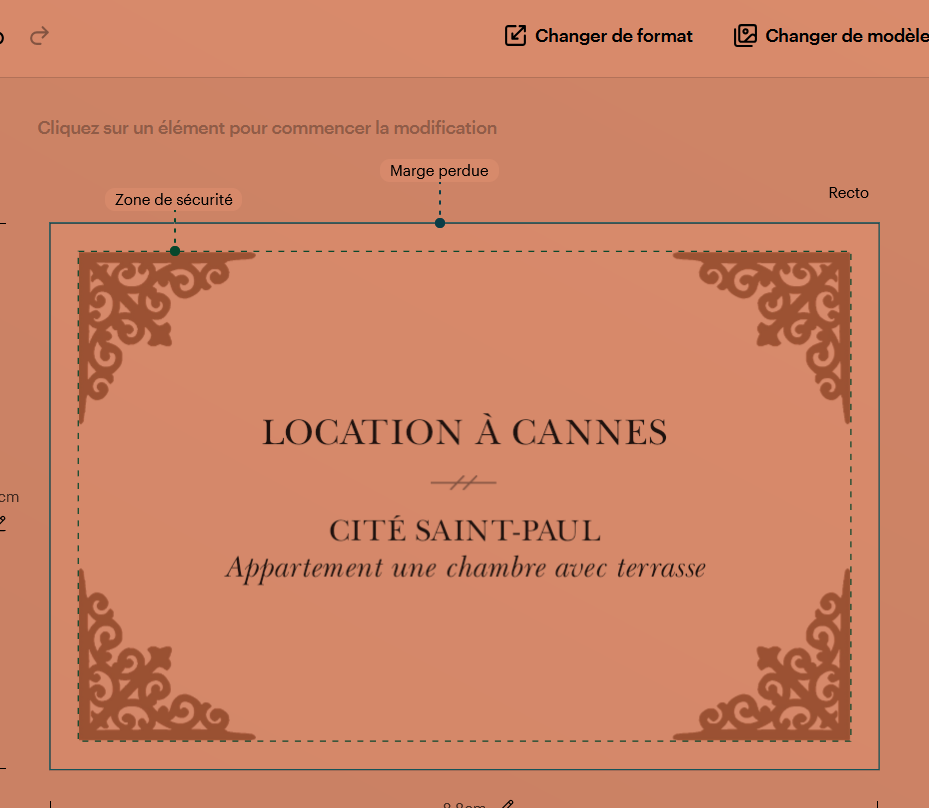 Changer de format
Changer de modèle
Cliquez sur un élément pour commencer la modification
Marge perdue
Zone de sécurité
Recto
LOCATION À CANNES
CITÉ SAINT-PAUL
Appartement une chambre avec terrasse
cm